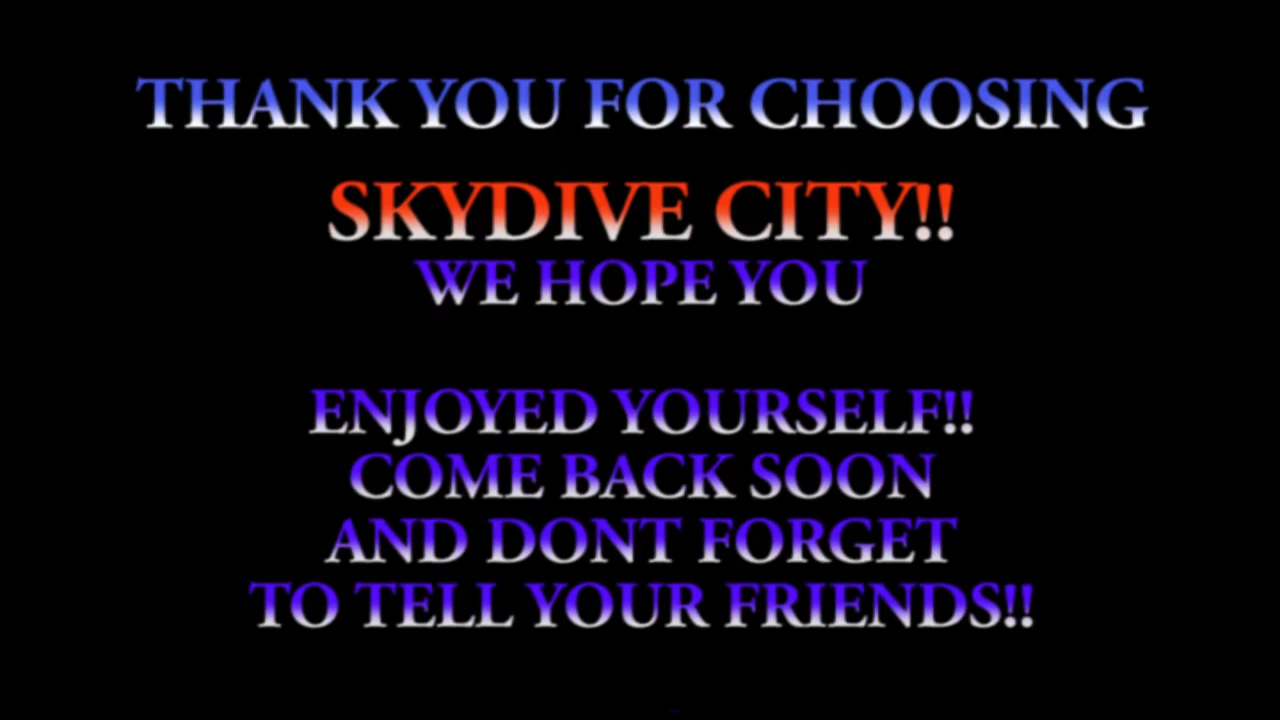 THANK YOU FOR CHOOSING
SKYDIVE CITY!!
WE HOPE YOU
ENJOYED YOURSELF!!
COME BACK SOON
AND DONT FORGET
TO TELL YOUR FRIENDS!!